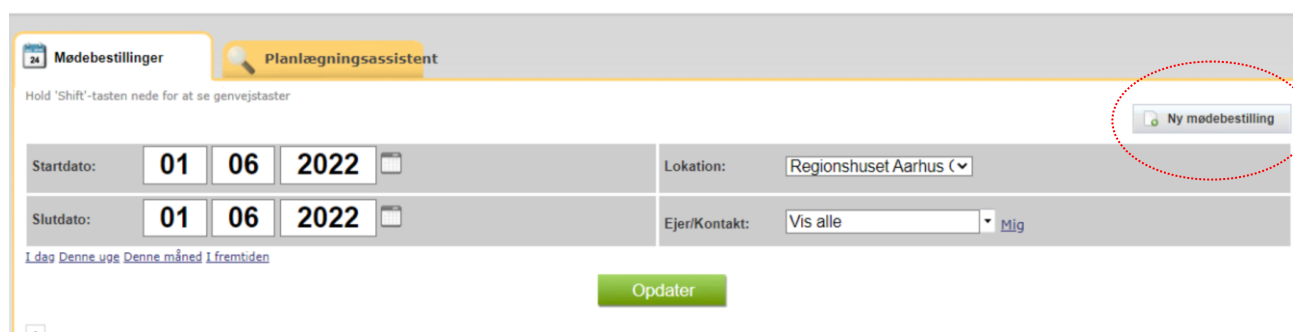 24 Mødebestillinger Planlægningsassistent
Hold 'Shift'-tasten nede for at se genvejstaster
Ny mødebestilling
Startdato: 01 06 2022 Lokation: Regionshuset Aarhus (
Slutdato: 01 06 2022 Ejer/Kontakt: Vis alle Mig
I dag Denne uge Denne måned I fremtiden
Opdater